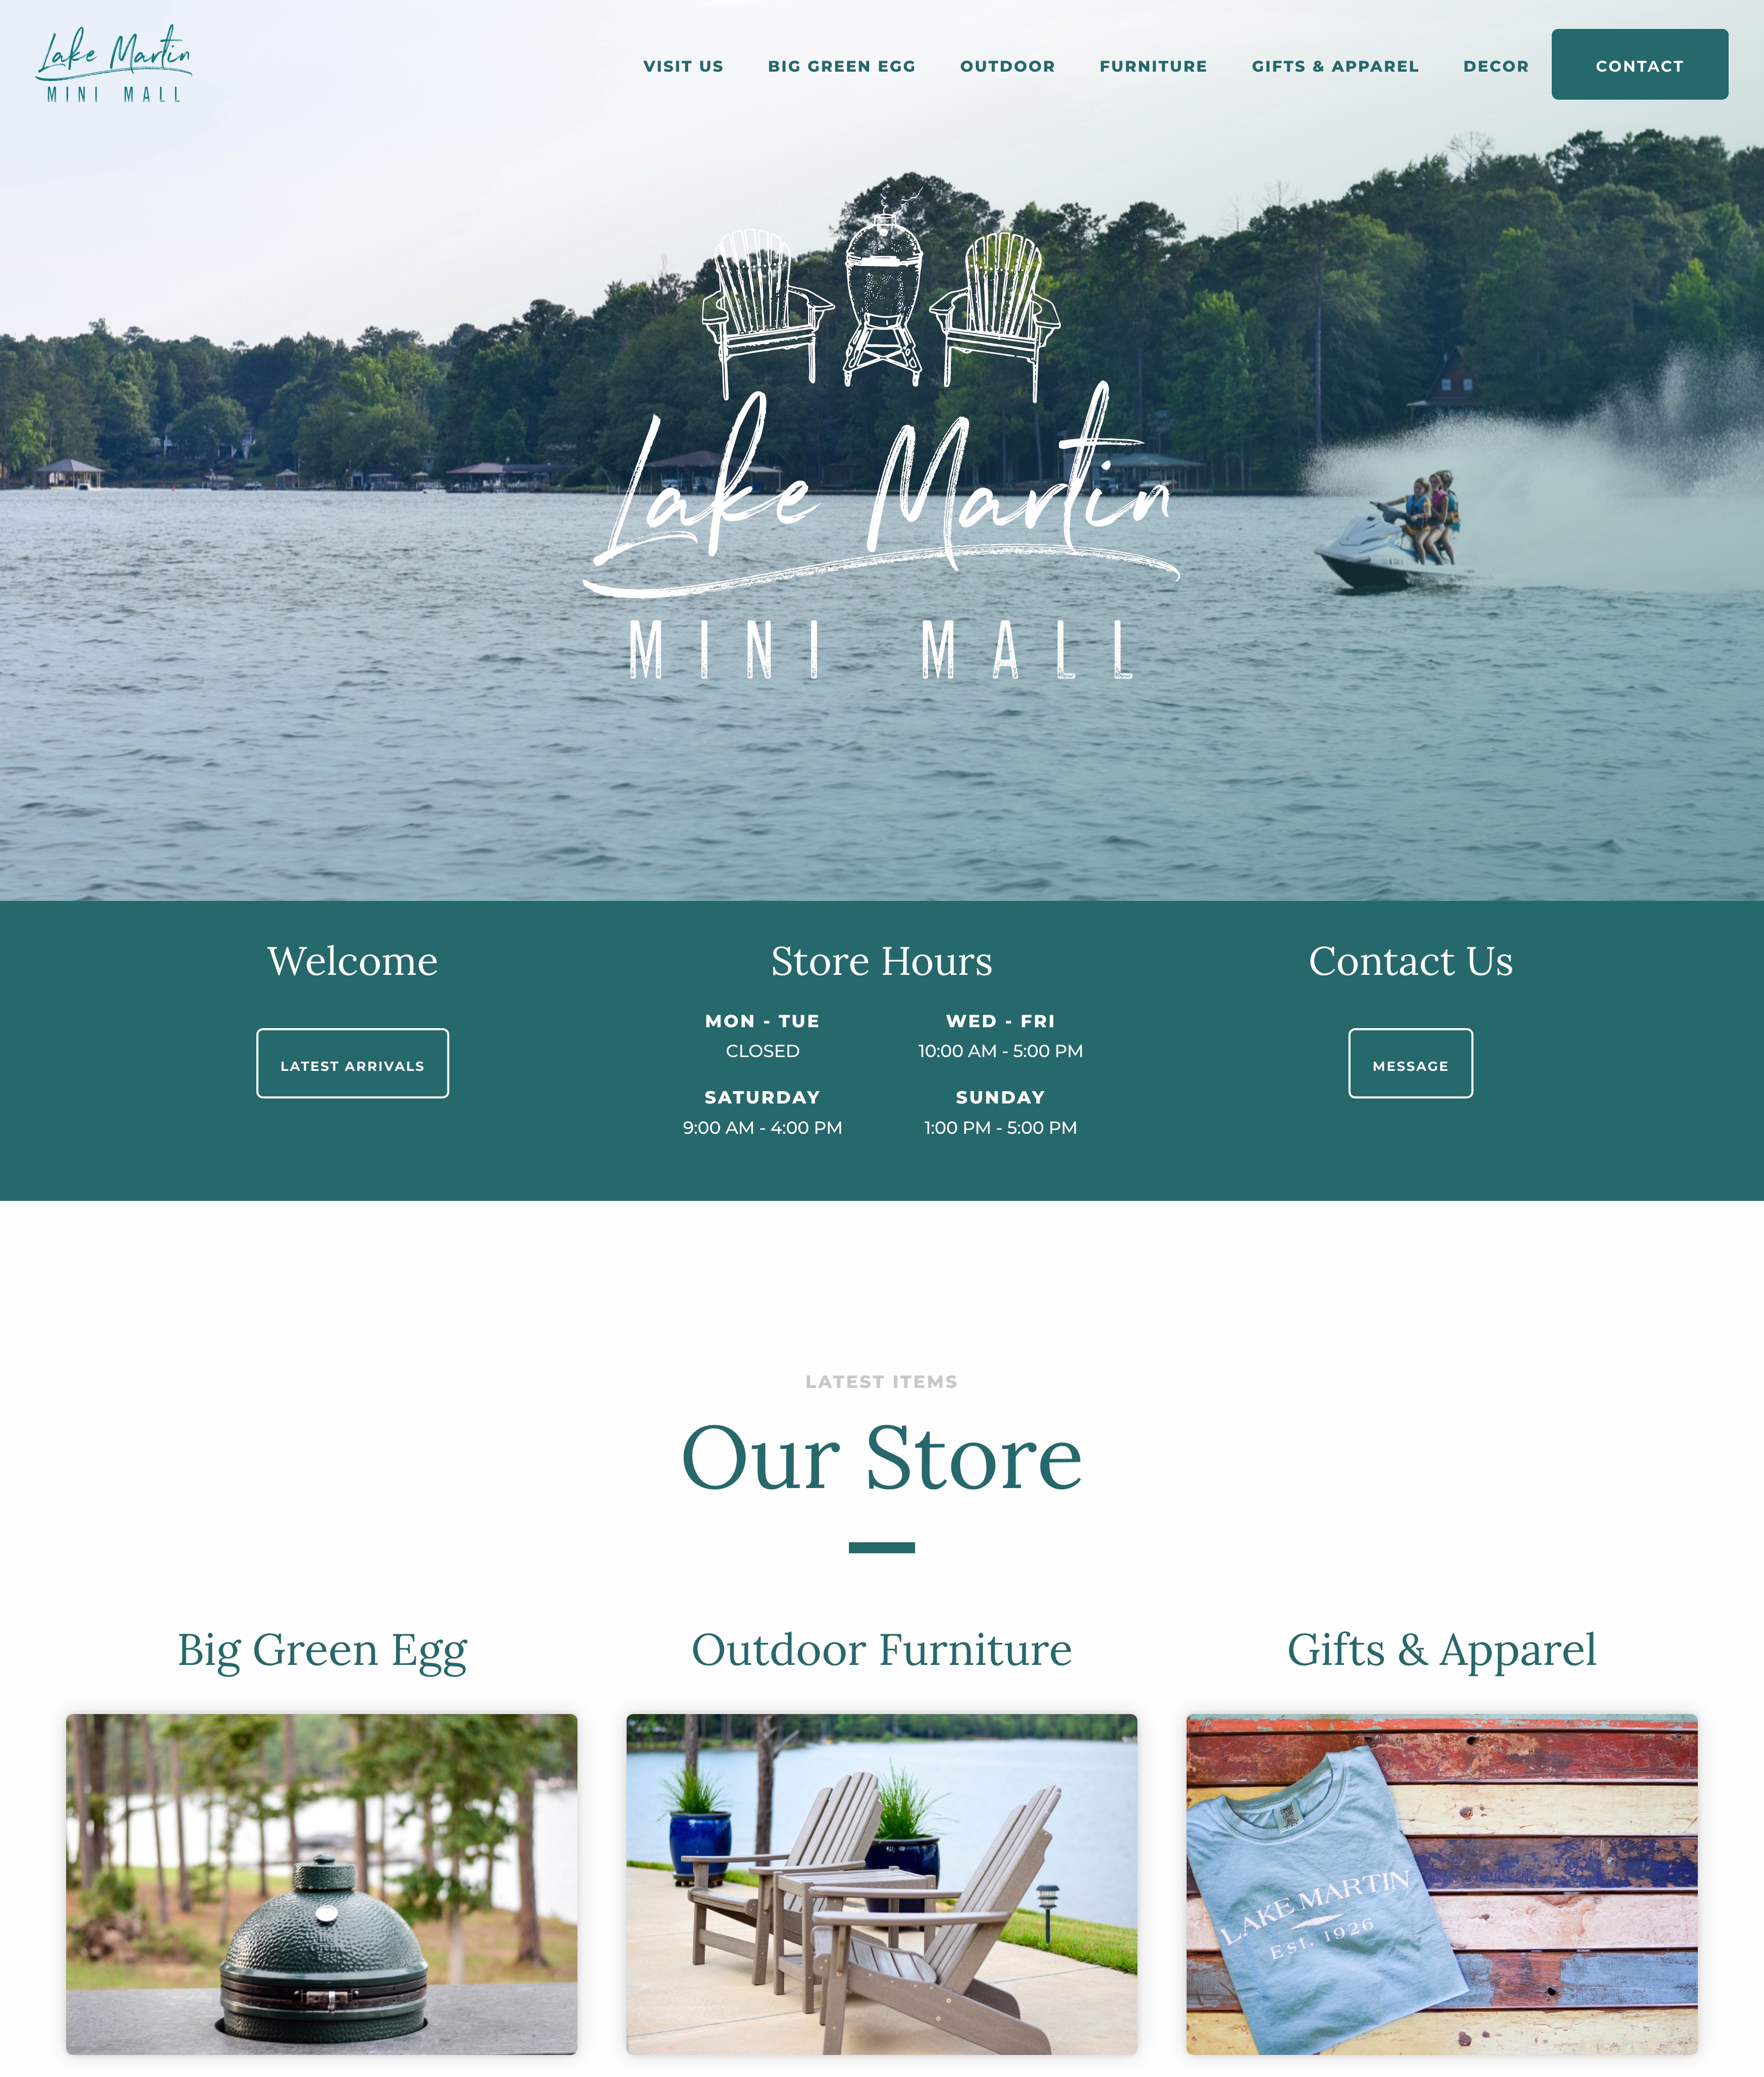 Lake Martin
MINI MALL
VISIT US
BIG GREEN EGG
OUTDOOR
FURNITURE
GIFTS & APPAREL
DECOR
CONTACT
Lake Martin
MINI MALL
Welcome
LATEST ARRIVALS
Store Hours
MON - TUE
CLOSED
WED - FRI
10:00 AM - 5:00 PM
SATURDAY
9:00 AM - 4:00 PM
SUNDAY
1:00 PM - 5:00 PM
Contact Us
MESSAGE
LATEST ITEMS
Our Store
Big Green Egg
Outdoor Furniture
Gifts & Apparel
LAKE MARTIN
Est. 1926